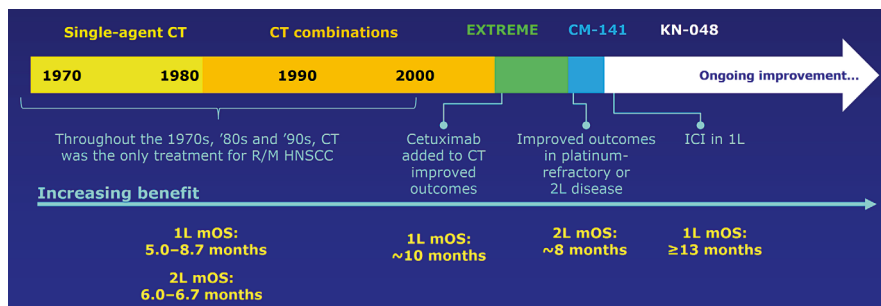 Single-agent CT
CT combinations
EXTREME
CM-141
KN-048
1970
1980
1990
2000
Ongoing improvement...
Throughout the 1970s, ’80s and ’90s, CT
was the only treatment for R/M HNSCC
Cetuximab
added to CT
improved
outcomes
Improved outcomes
in platinum-
refractory or
2L disease
ICI in 1L
Increasing benefit
1L mOS:
5.0–8.7 months
2L mOS:
6.0–6.7 months
1L mOS:
~10 months
2L mOS:
~8 months
1L mOS:
≥13 months